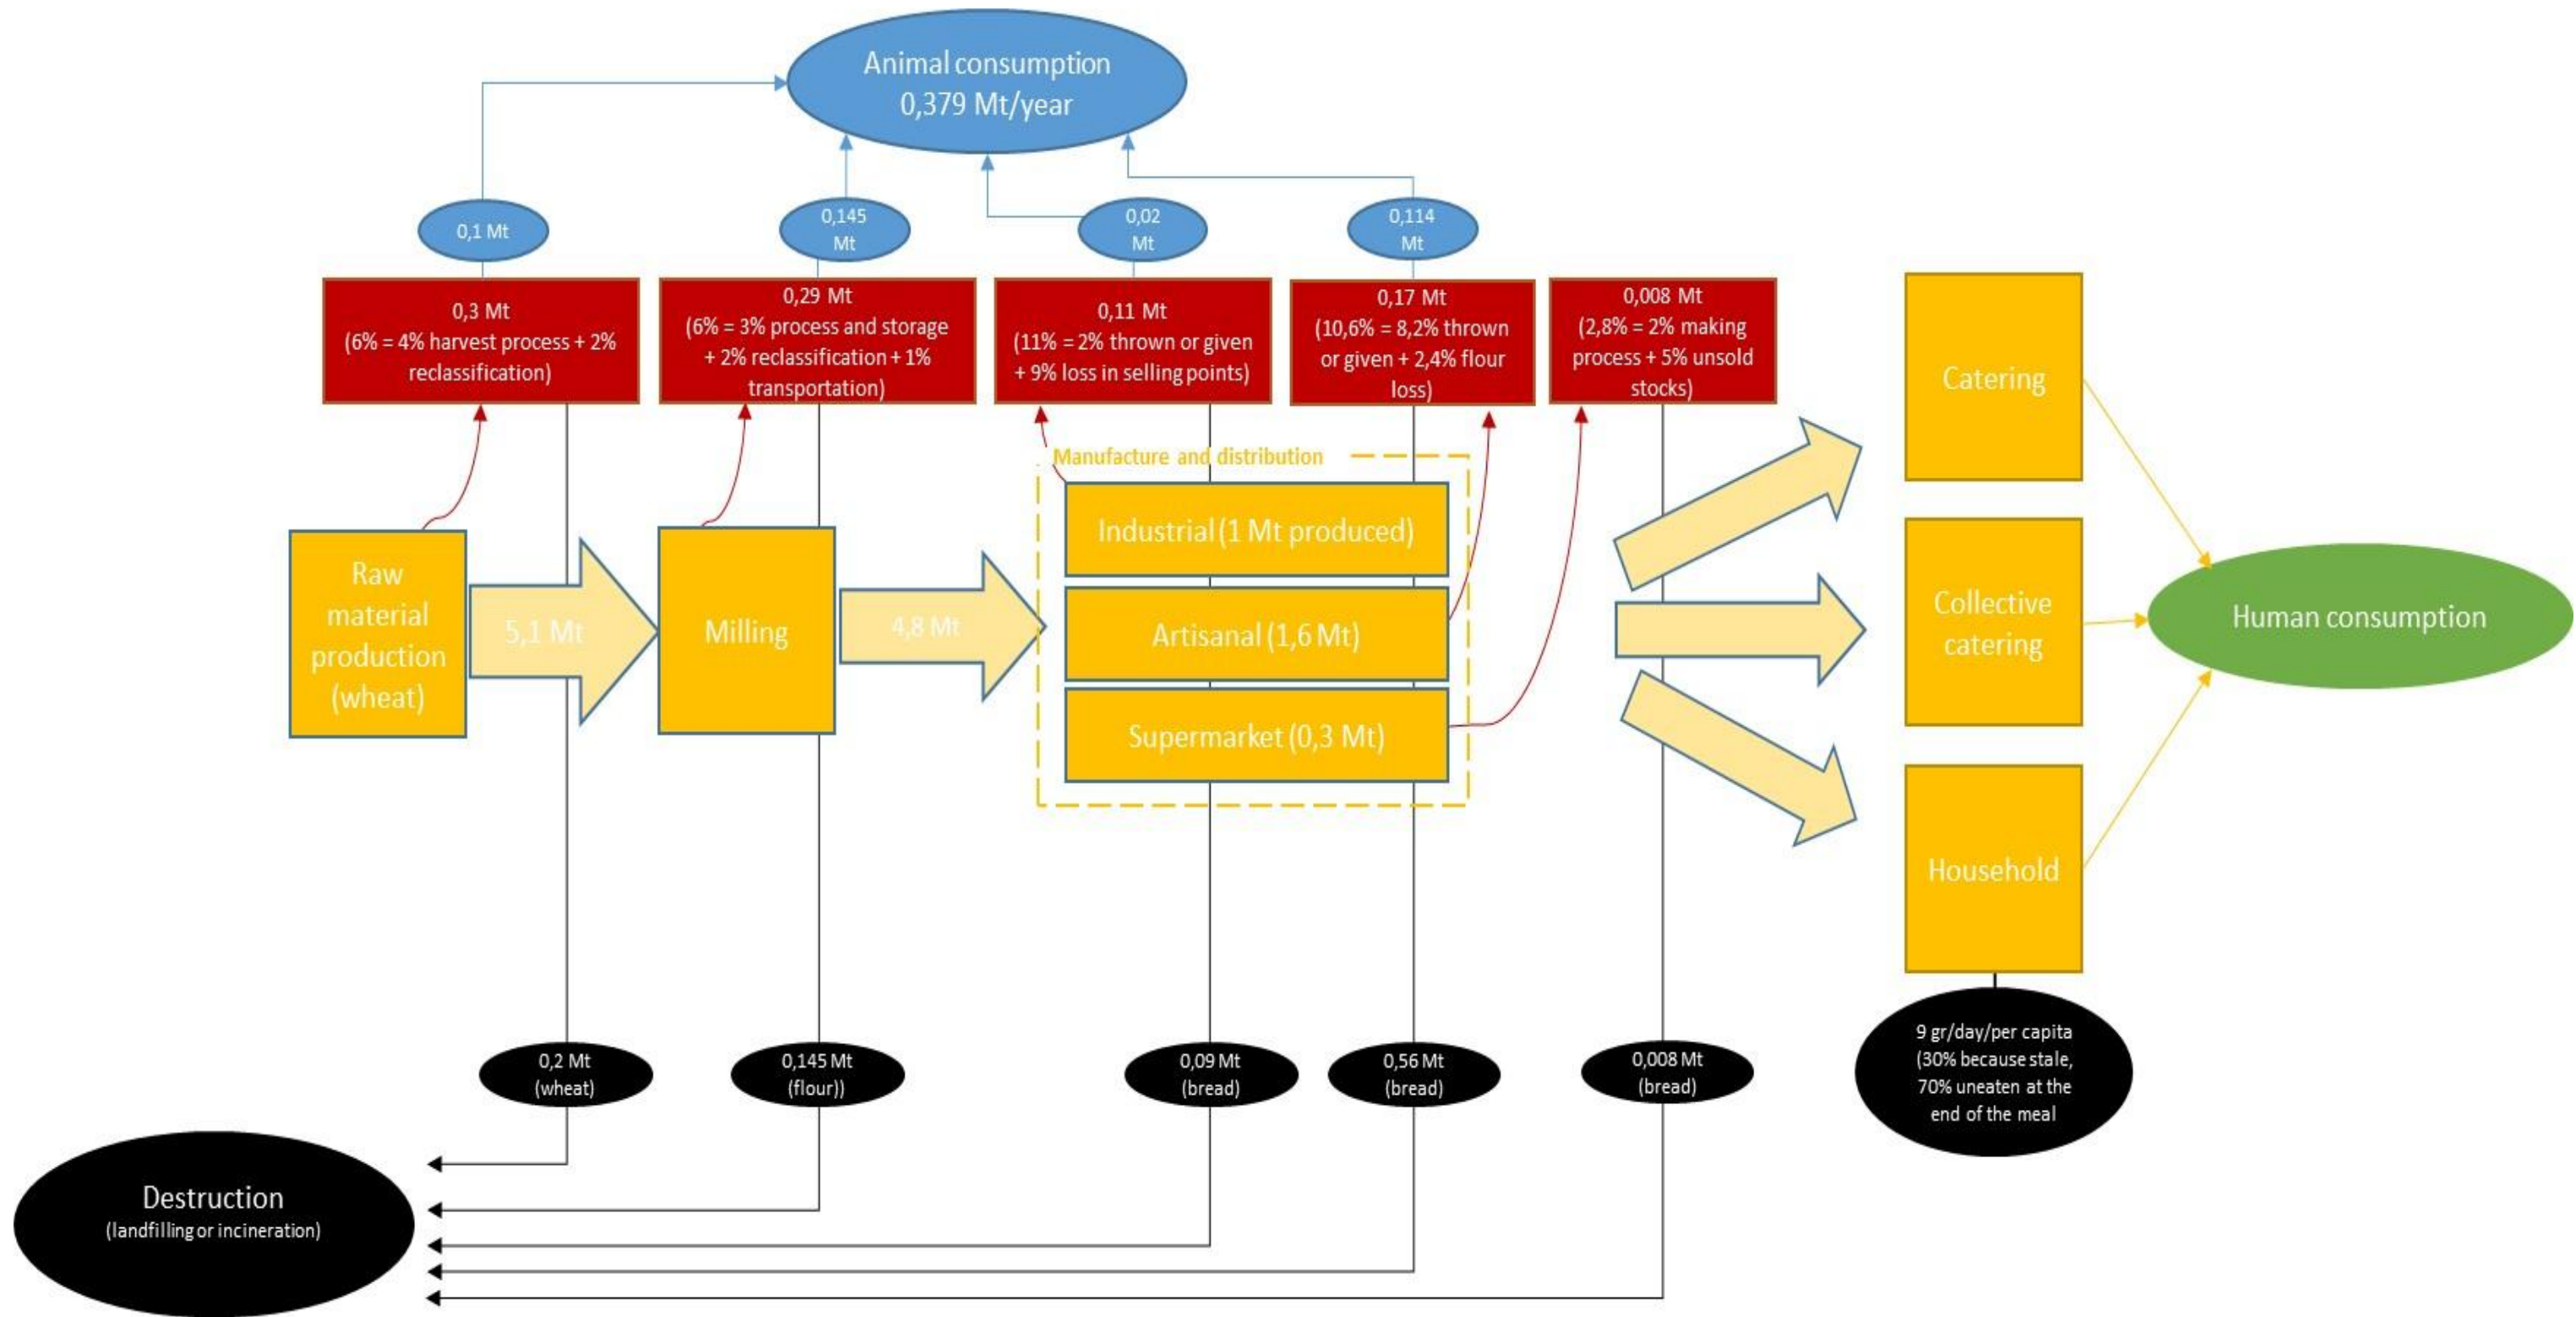 Animal consumption
0,379 Mt/year
0,1 Mt
0,145
Mt
0,02
Mt
0,114
Mt
0,3 Mt
(6% = 4% harvest process + 2%
reclassification)
0,29 Mt
(6% = 3% process and storage
+ 2% reclassification + 1%
transportation)
0,11 Mt
(11% = 2% thrown or given
+ 9% loss in selling points)
0,17 Mt
(10,6% = 8,2% thrown
or given + 2,4% flour
loss)
0,008 Mt
(2,8% = 2% making
process + 5% unsold
stocks)
Manufacture and distribution
Raw
material
production
(wheat)
5,1 Mt
Milling
4,8 Mt
Industrial (1 Mt produced)
Artisanal (1,6 Mt)
Supermarket (0,3 Mt)
Catering
Collective
catering
Household
Human consumption
0,2 Mt
(wheat)
0,145 Mt
(flour))
0,09 Mt
(bread)
0,56 Mt
(bread)
0,008 Mt
(bread)
9 gr/day/per capita
(30% because stale,
70% uneaten at the
end of the meal
Destruction
(landfilling or incineration)